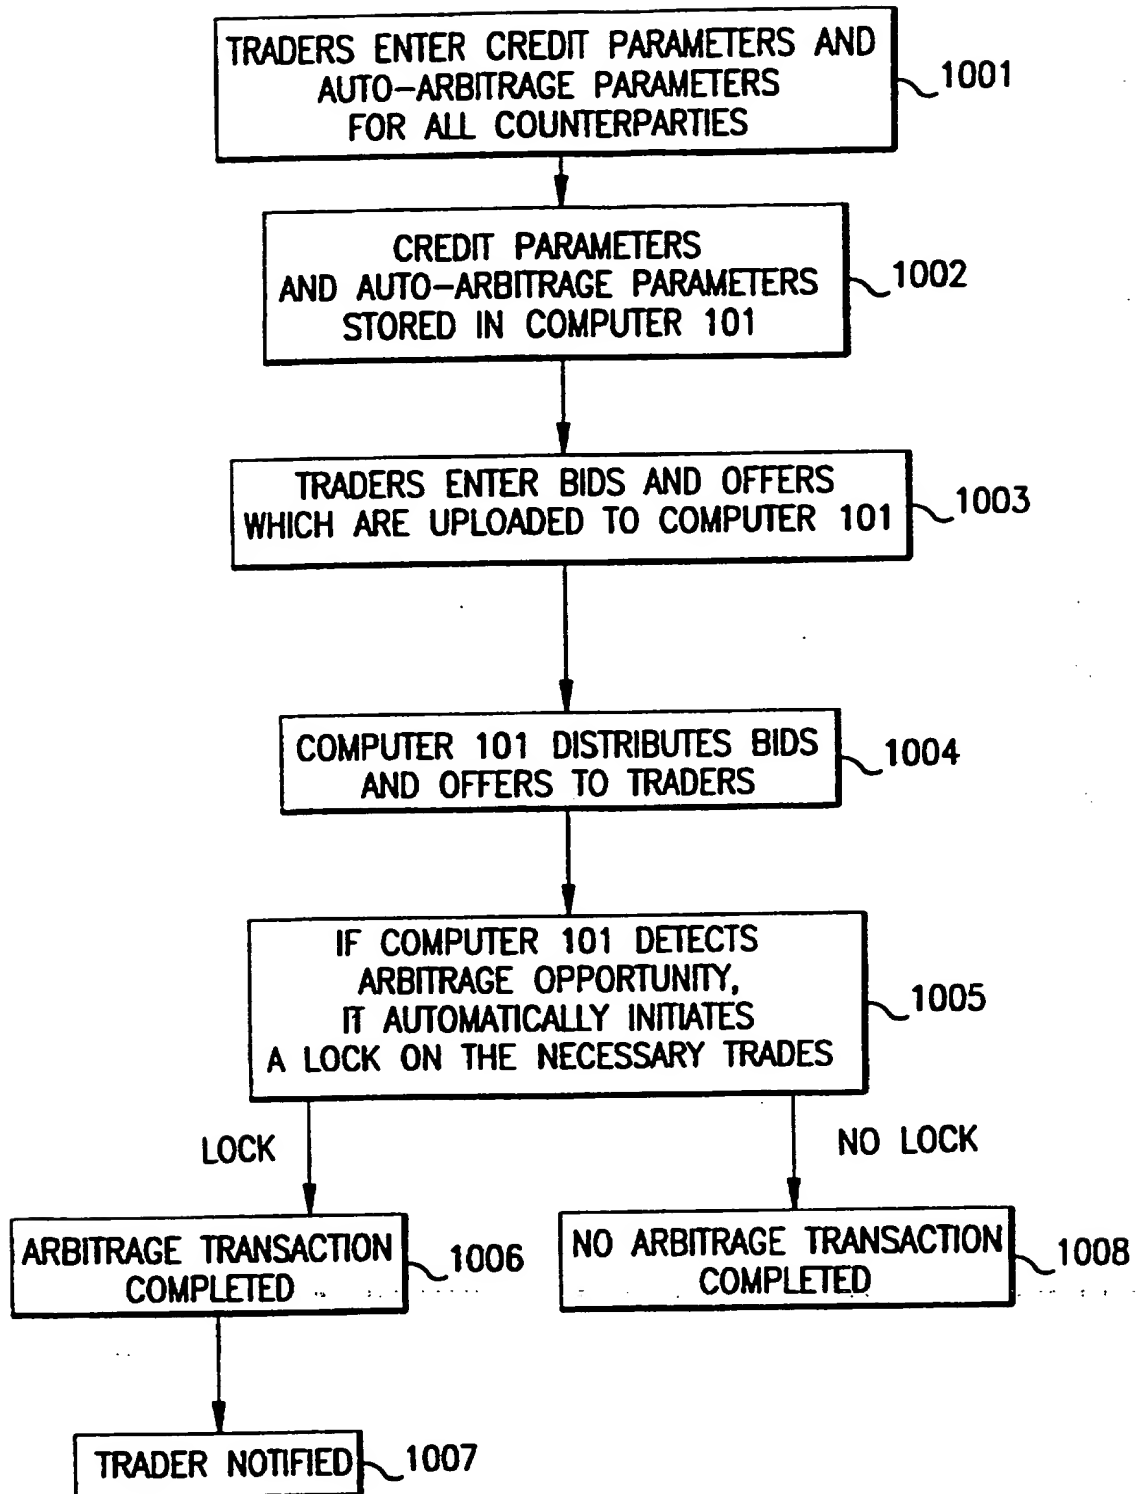 TRADERS ENTER CREDIT PARAMETERS AND
AUTO-ARBITRAGE PARAMETERS
FOR ALL COUNTERPARTIES
1001
CREDIT PARAMETERS
AND AUTO-ARBITRAGE PARAMETERS
STORED IN COMPUTER 101
1002
TRADERS ENTER BIDS AND OFFERS
WHICH ARE UPLOADED TO COMPUTER 101
1003
COMPUTER 101 DISTRIBUTES BIDS
AND OFFERS TO TRADERS
1004
IF COMPUTER 101 DETECTS
ARBITRAGE OPPORTUNITY,
IT AUTOMATICALLY INITIATES
A LOCK ON THE NECESSARY TRADES
1005
LOCK
NO LOCK
ARBITRAGE TRANSACTION
COMPLETED
1006
NO ARBITRAGE TRANSACTION
COMPLETED
1008
TRADER NOTIFIED
1007